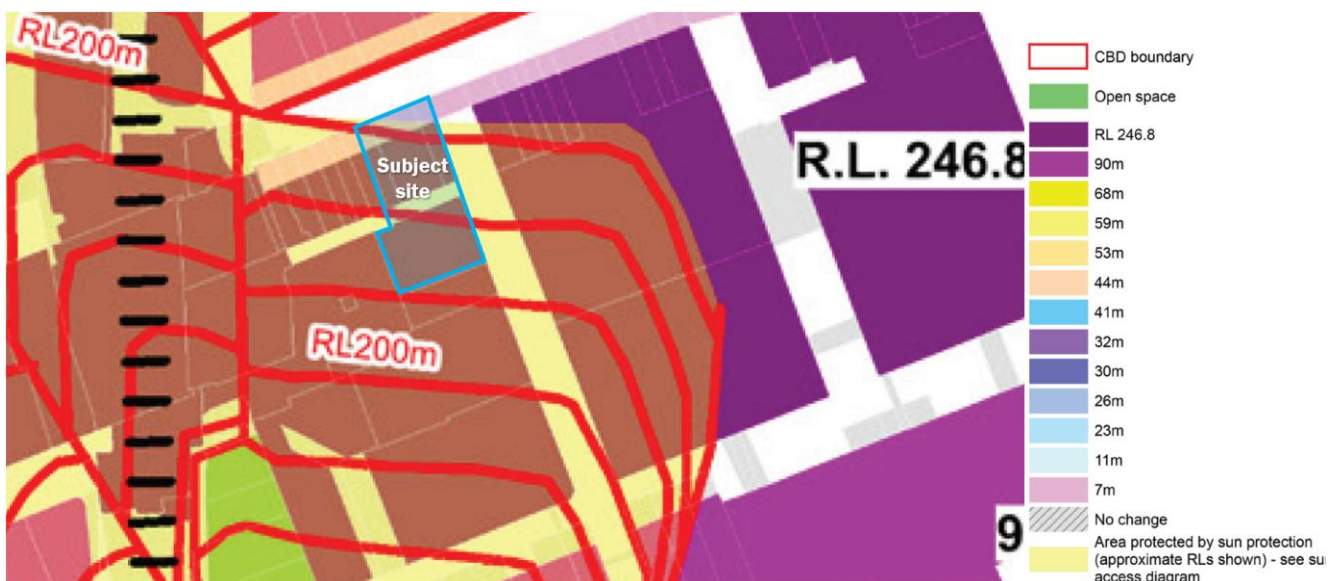 RL200m
Subject
site
R.L. 246.8
RL200m
9
CBD boundary
Open space
RL 246.8
90m
68m
59m
53m
44m
41m
32m
30m
26m
23m
11m
7m
No change
Area protected by sun protection
(approximate RLs shown) - see su
access diagram